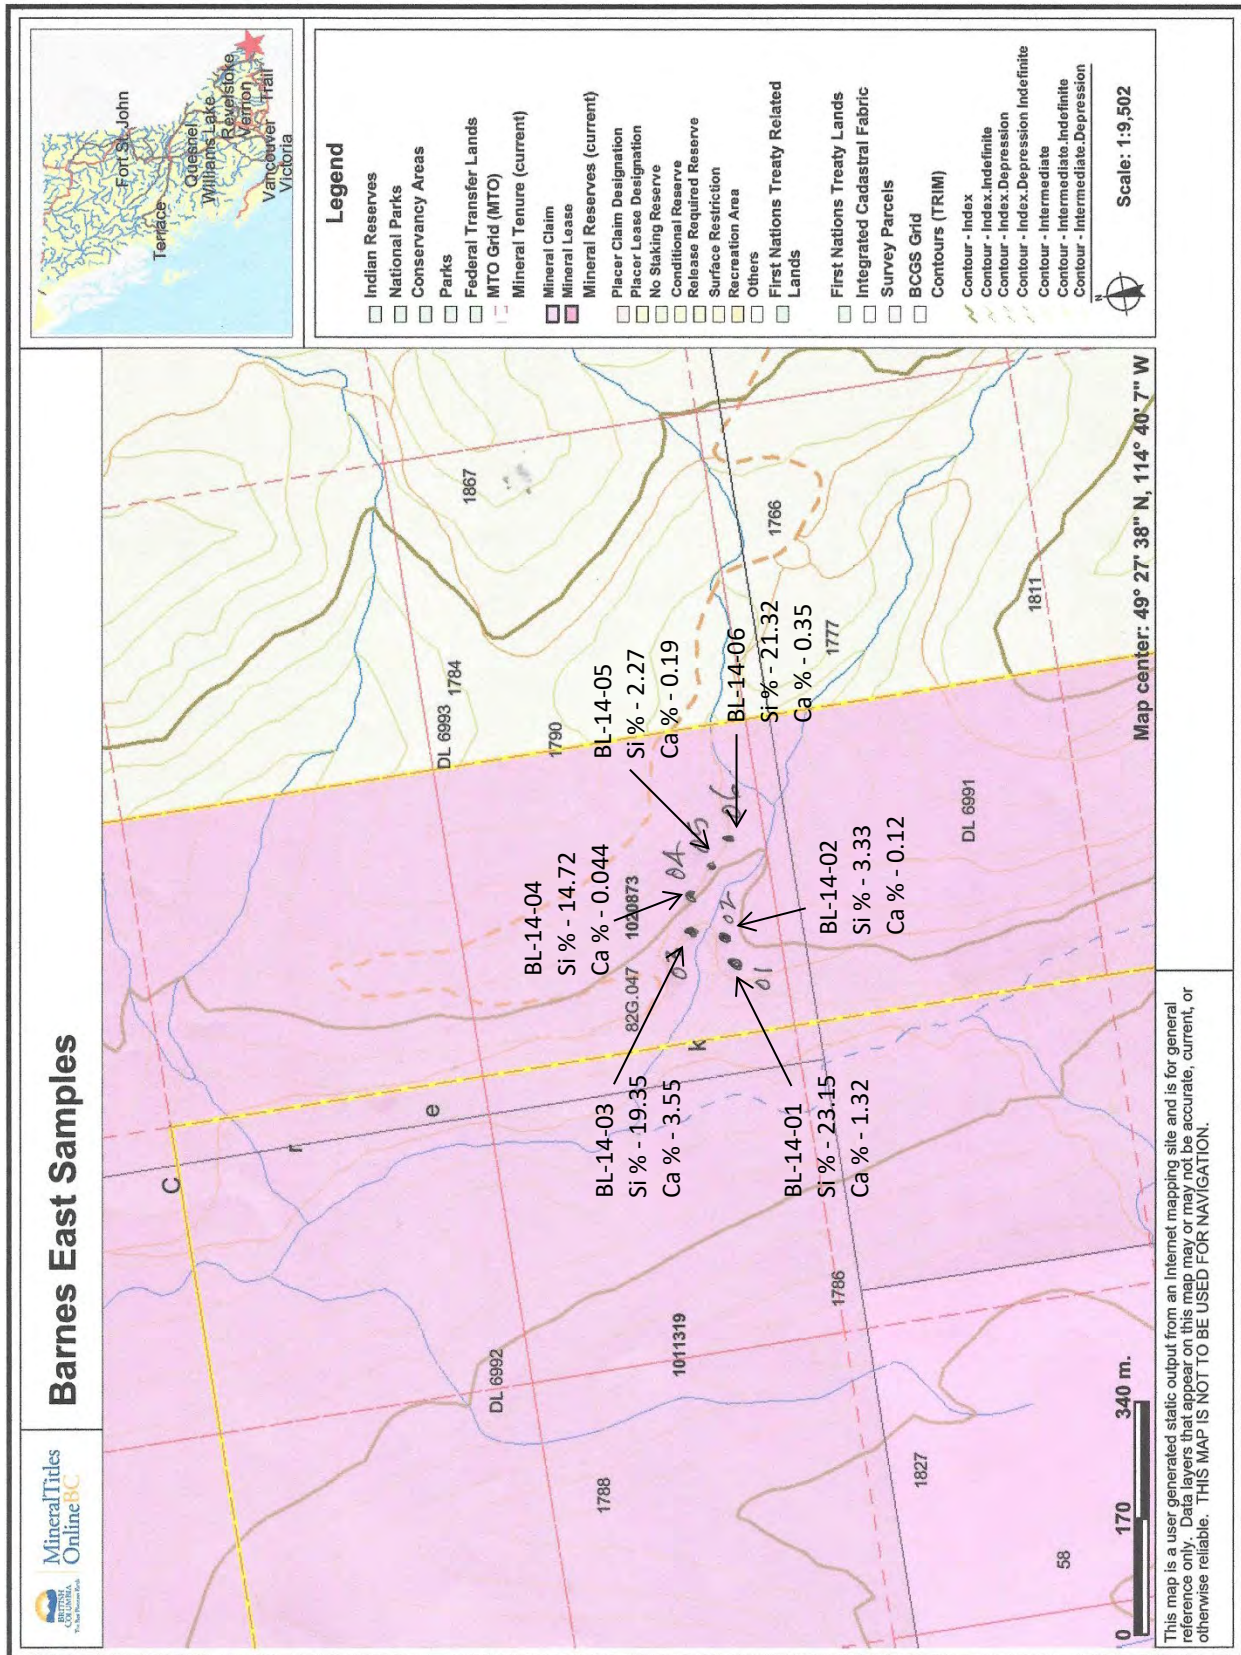 BRITISH
COLUMBIA
Mineral Titles
Online BC
Barnes East Samples
Fort St. John
Terrace
Quesnel
Williams Lake
Revelstoke
Vernon
Vancouver
Trail
Victoria
Legend
Indian Reserves
National Parks
Conservancy Areas
Parks
Federal Transfer Lands
MTO Grid (MTO)
Mineral Tenure (current)
Mineral Claim
Mineral Lease
Mineral Reserves (current)
Placer Claim Designation
Placer Lease Designation
No Staking Reserve
Conditional Reserve
Release Required Reserve
Surface Restriction
Recreation Area
Others
First Nations Treaty Related
Lands
First Nations Treaty Lands
Integrated Cadastral Fabric
Survey Parcels
BCGS Grid
Contours (TRIM)
Contour - Index
Contour - Index.Indefinite
Contour - Index.Depression
Contour - Index.Depression Indefinite
Contour - Intermediate
Contour - Intermediate.Indefinite
Contour - Intermediate.Depression
N
Scale: 1:9,502
C
r
e
k
DL 6992
1788
1011319
1786
1827
58
DL 6993
1784
1867
1790
1766
1777
1811
DL 6991
82G.047
1020873
BL-14-04
Si % - 14.72
Ca % - 0.044
BL-14-05
Si % - 2.27
Ca % - 0.19
BL-14-06
Si % - 21.32
Ca % - 0.35
BL-14-03
Si % - 19.35
Ca % - 3.55
BL-14-01
Si % - 23.15
Ca % - 1.32
BL-14-02
Si % - 3.33
Ca % - 0.12
03
04
05
06
02
01
0 170 340 m.
Map center: 49° 27' 38" N, 114° 40' 7" W
This map is a user generated static output from an Internet mapping site and is for general
reference only. Data layers that appear on this map may or may not be accurate, current, or
otherwise reliable. THIS MAP IS NOT TO BE USED FOR NAVIGATION.